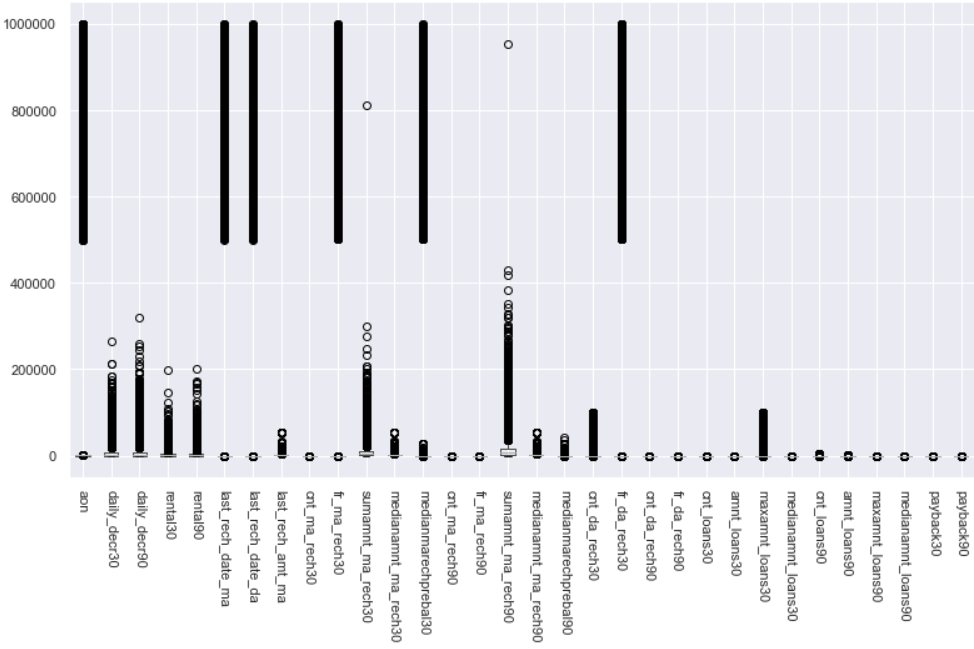 1000000
800000
600000
400000
200000
0
aon
daily_decr30
daily_decr90
rental30
rental90
last_rech_date_ma
last_rech_date_da
last_rech_amt_ma
cnt_ma_rech30
fr_ma_rech30
sumamnt_ma_rech30
medianamnt_ma_rech30
medianmarechprebal30
cnt_ma_rech90
fr_ma_rech90
sumamnt_ma_rech90
medianamnt_ma_rech90
medianmarechprebal90
cnt_da_rech30
fr_da_rech30
cnt_da_rech90
fr_da_rech90
cnt_loans30
amnt_loans30
maxamnt_loans30
medianamnt_loans30
cnt_loans90
amnt_loans90
maxamnt_loans90
medianamnt_loans90
payback30
payback90